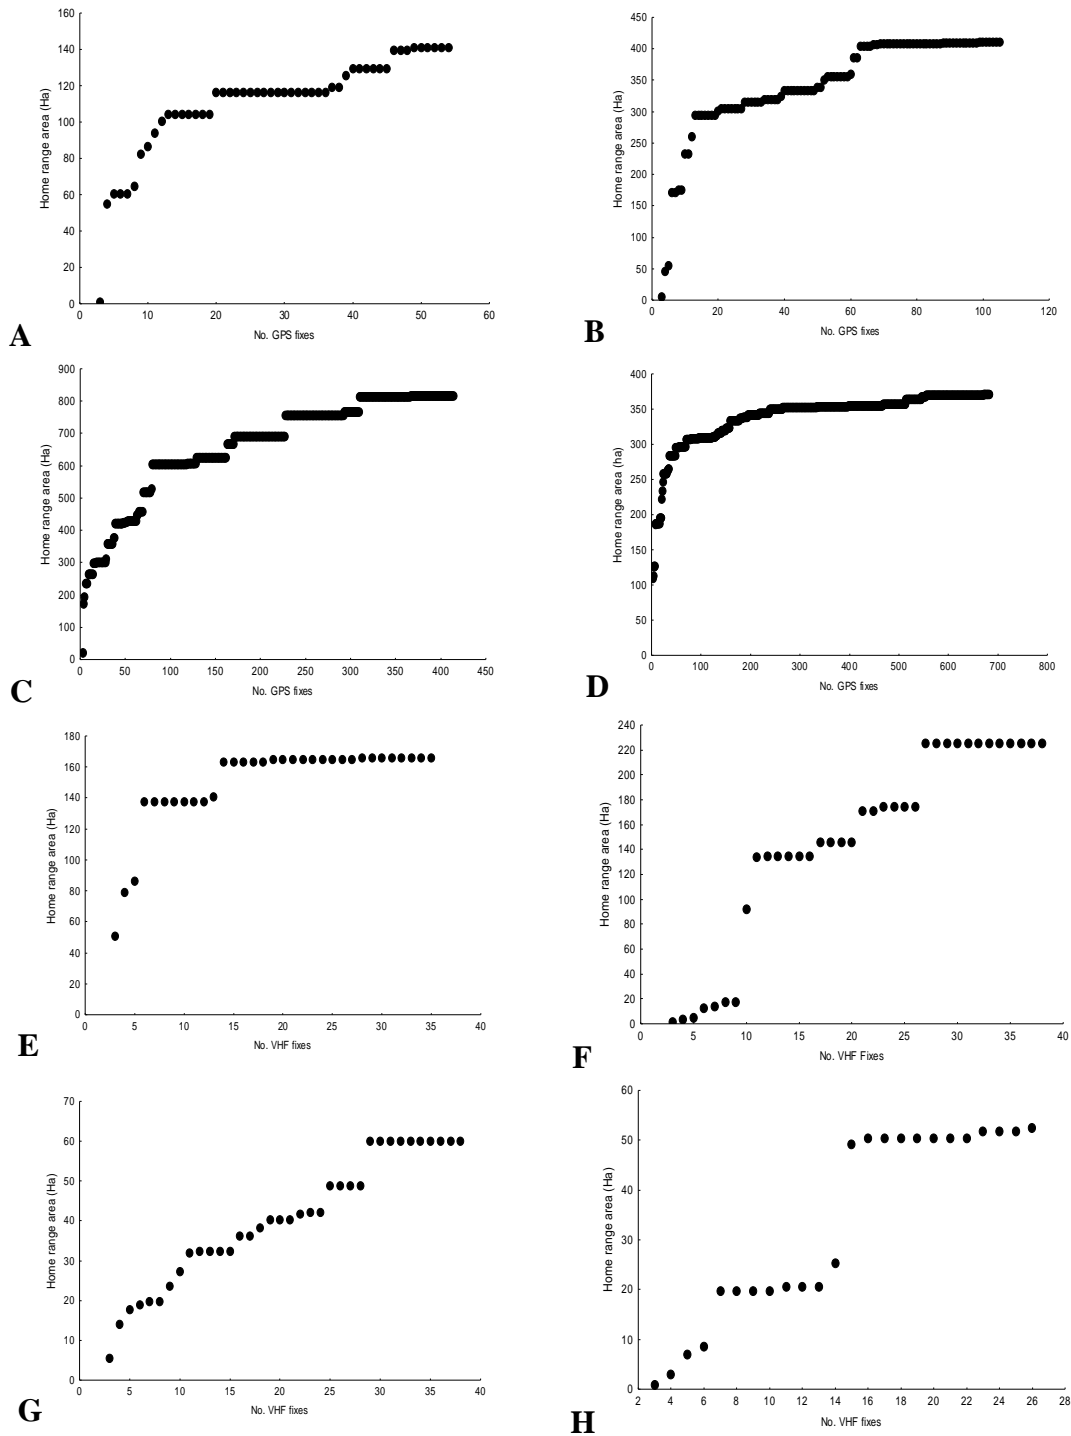 160
140
120
100
80
60
40
20
0
Home range area (Ha)
0 10 20 30 40 50 60
No. GPS fixes
A
450
400
350
300
250
200
150
100
50
0
Home range area (Ha)
0 20 40 60 80 100 120
No. GPS fixes
B
900
800
700
600
500
400
300
200
100
0
Home range area (Ha)
0 50 100 150 200 250 300 350 400 450
No. GPS fixes
C
400
350
300
250
200
150
100
50
0
Home range area (ha)
0 100 200 300 400 500 600 700 800
No. GPS fixes
D
180
160
140
120
100
80
60
40
20
0
Home range area (Ha)
0 5 10 15 20 25 30 35 40
No. VHF fixes
E
240
220
200
180
160
140
120
100
80
60
40
20
0
Home range area (Ha)
0 5 10 15 20 25 30 35 40
No. VHF Fixes
F
70
60
50
40
30
20
10
0
Home range area (Ha)
0 5 10 15 20 25 30 35 40
No. VHF fixes
G
60
50
40
30
20
10
0
Home range area (Ha)
2 4 6 8 10 12 14 16 18 20 22 24 26 28
No. VHF fixes
H